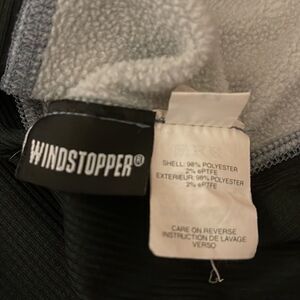 WINDSTOPPER®
SHELL: 98% POLYESTER
2% ePTFE
EXTERIEUR: 98% POLYESTER
2% ePTFE
CARE ON REVERSE
INSTRUCTION DE LAVAGE
VERSO